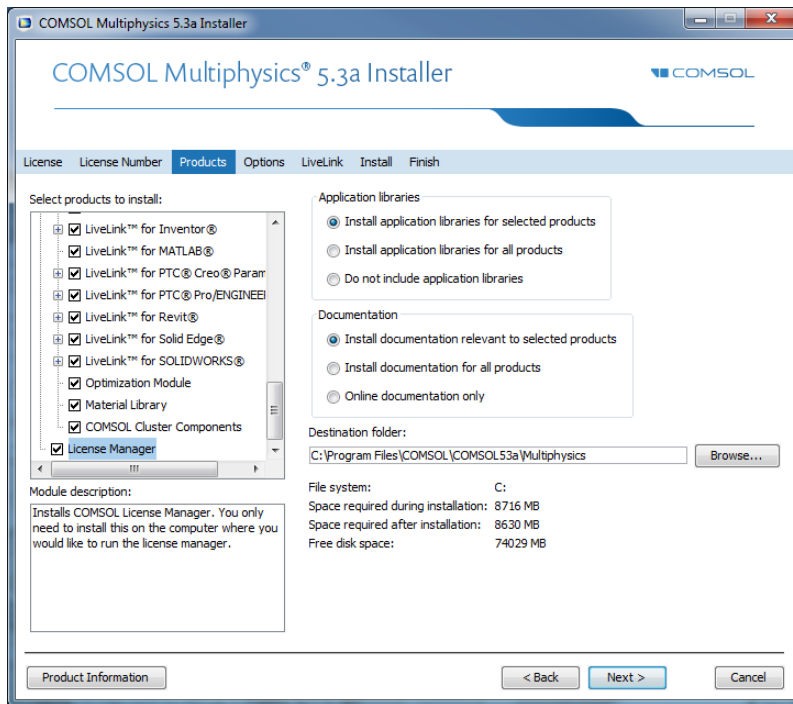 COMSOL Multiphysics 5.3a Installer
COMSOL Multiphysics® 5.3a Installer
COMSOL
License License Number Products Options LiveLink Install Finish
Select products to install:
LiveLink™ for Inventor®
LiveLink™ for MATLAB®
LiveLink™ for PTC® Creo® Param
LiveLink™ for PTC® Pro/ENGINEE
LiveLink™ for Revit®
LiveLink™ for Solid Edge®
LiveLink™ for SOLIDWORKS®
Optimization Module
Material Library
COMSOL Cluster Components
License Manager
Module description:
Installs COMSOL License Manager. You only
need to install this on the computer where you
would like to run the license manager.
Application libraries
Install application libraries for selected products
Install application libraries for all products
Do not include application libraries
Documentation
Install documentation relevant to selected products
Install documentation for all products
Online documentation only
Destination folder:
C:\Program Files\COMSOL\COMSOL53a\Multiphysics
Browse...
File system: C:
Space required during installation: 8716 MB
Space required after installation: 8630 MB
Free disk space: 74029 MB
Product Information
< Back
Next >
Cancel